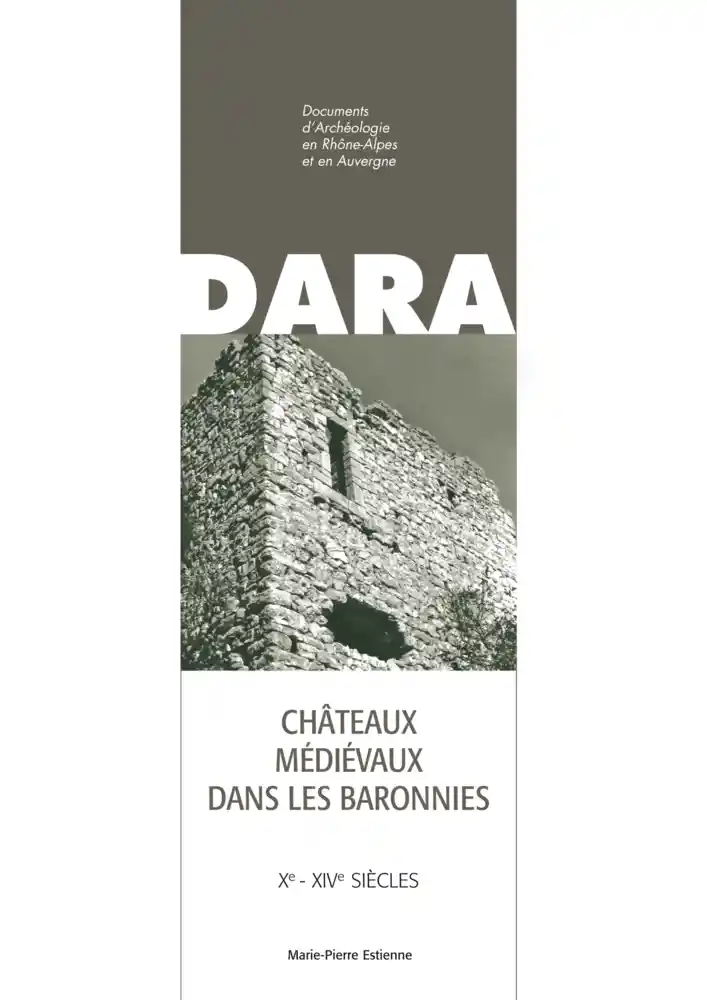 Documents
d'Archéologie
en Rhône-Alpes
et en Auvergne
DARA
CHÂTEAUX
MÉDIÉVAUX
DANS LES BARONNIES
Xe - XIVe SIÈCLES
Marie-Pierre Estienne